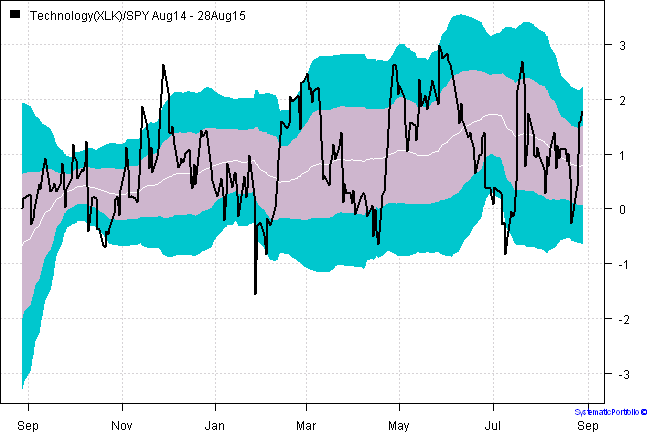 Technology(XLK)/SPY Aug14 - 28Aug15
3
2
1
0
-1
-2
-3
Sep Nov Jan Mar May Jul Sep
SystematicPortfolio ©